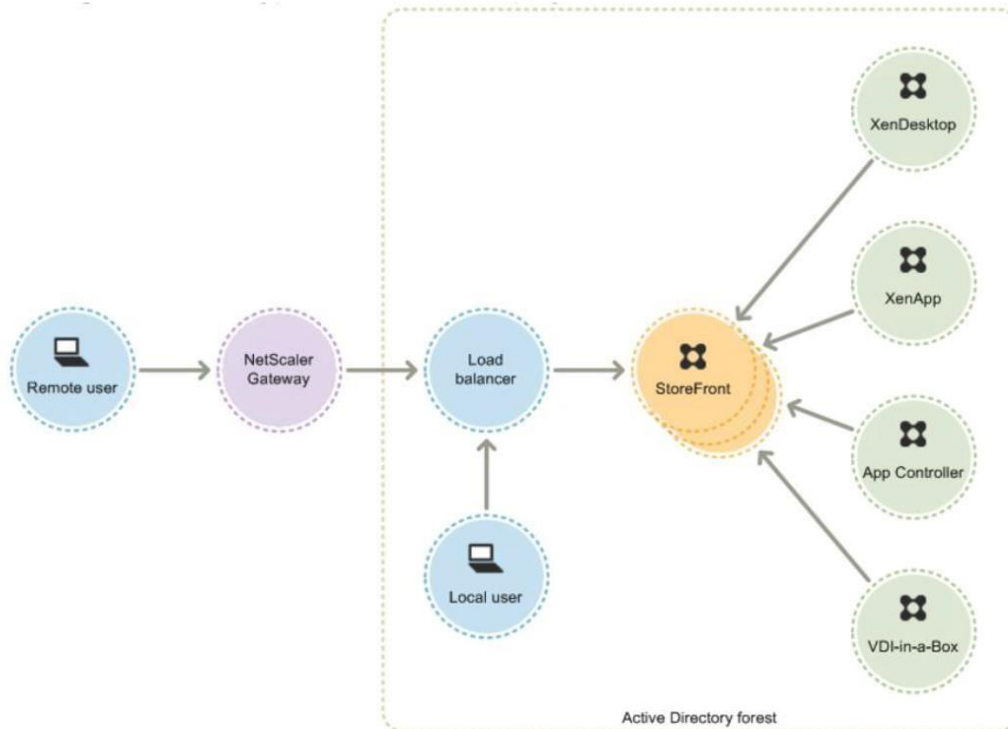 XenDesktop
XenApp
Remote user
NetScaler
Gateway
Load
balancer
StoreFront
App Controller
Local user
VDI-in-a-Box
Active Directory forest